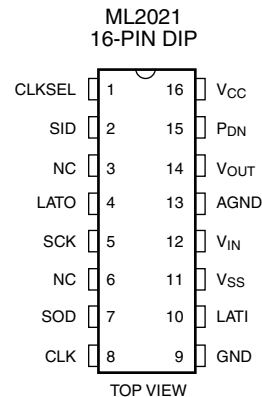 ML2021
16-PIN DIP
CLKSEL 1 16 VCC
SID 2 15 PDN
NC 3 14 VOUT
LATO 4 13 AGND
SCK 5 12 VIN
NC 6 11 VSS
SOD 7 10 LATI
CLK 8 9 GND
TOP VIEW